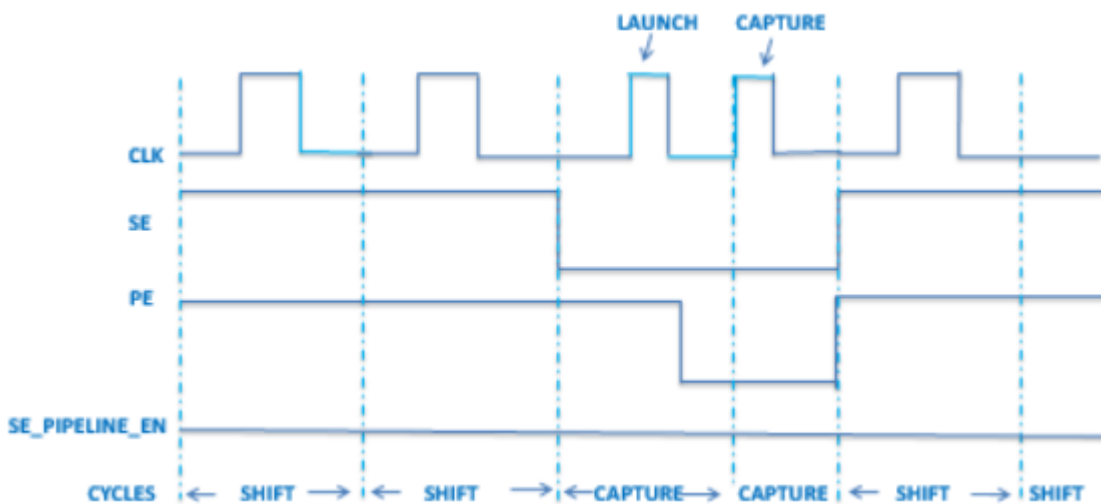 LAUNCH CAPTURE
CLK
SE
PE
SE_PIPELINE_EN
CYCLES SHIFT SHIFT CAPTURE CAPTURE SHIFT SHIFT